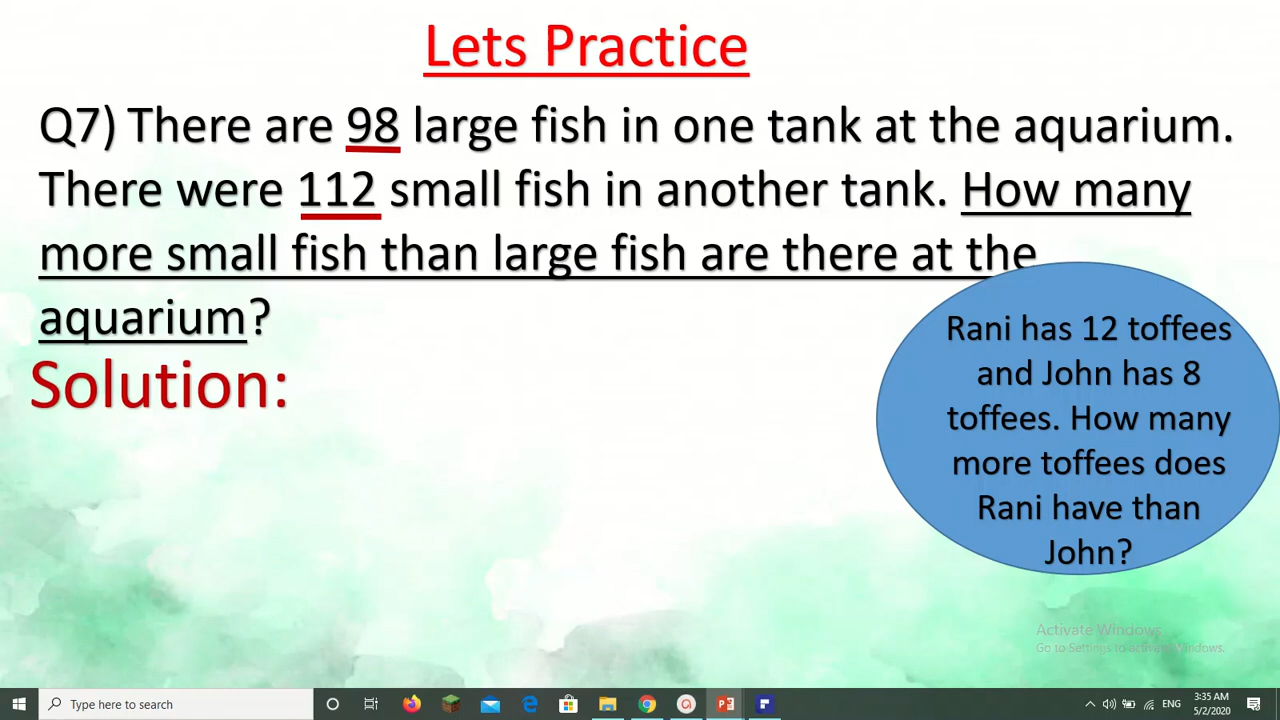 Lets Practice
Q7) There are 98 large fish in one tank at the aquarium.
There were 112 small fish in another tank. How many
more small fish than large fish are there at the
aquarium?
Solution:
Rani has 12 toffees
and John has 8
toffees. How many
more toffees does
Rani have than
John?
Activate Windows
Go to Settings to activate Windows.
Type here to search
ENG
3:35 AM
5/2/2020